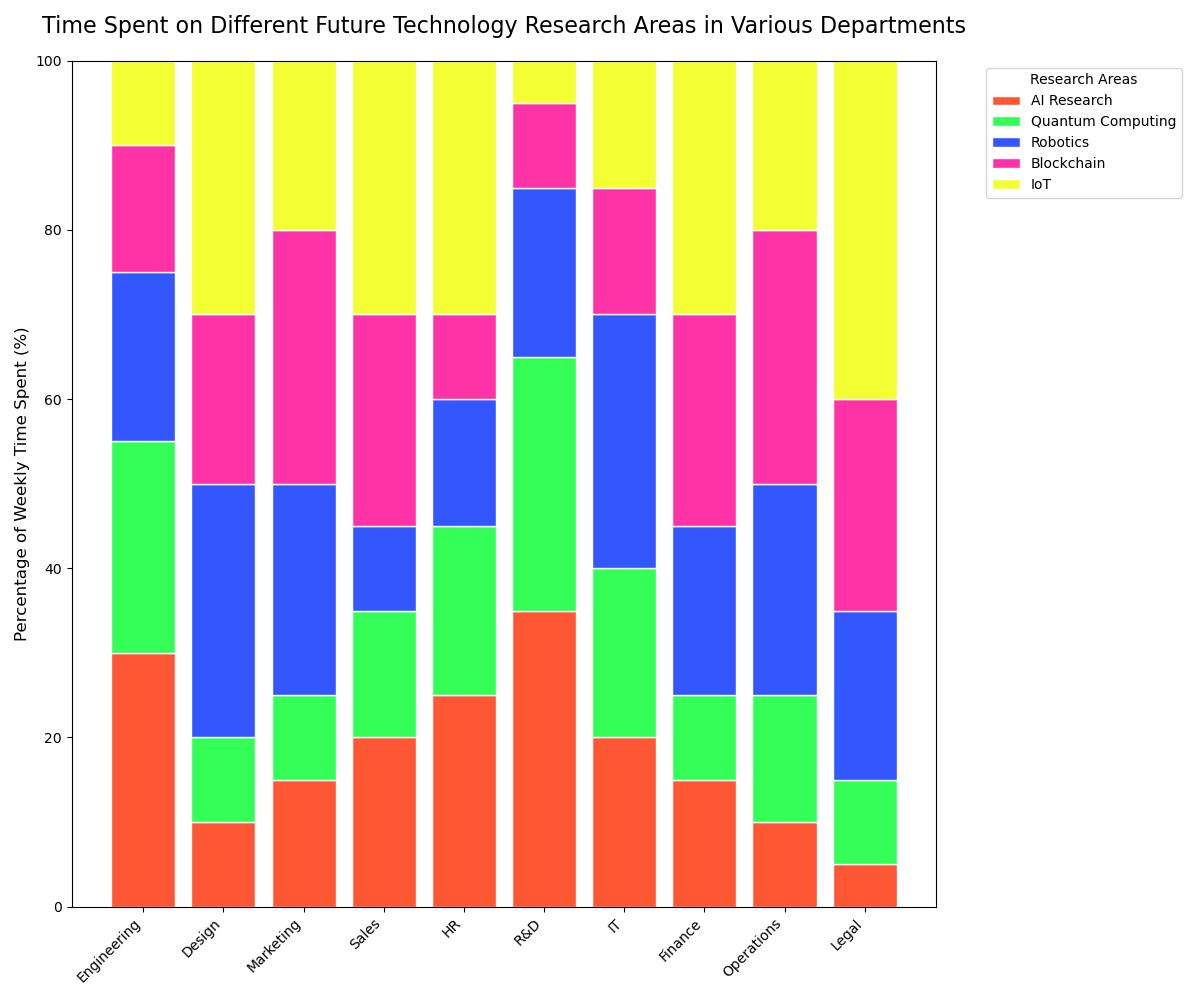 Time Spent on Different Future Technology Research Areas in Various Departments
Percentage of Weekly Time Spent (%)
100
80
60
40
20
0
Engineering
Design
Marketing
Sales
HR
R&D
IT
Finance
Operations
Legal
Research Areas
AI Research
Quantum Computing
Robotics
Blockchain
IoT